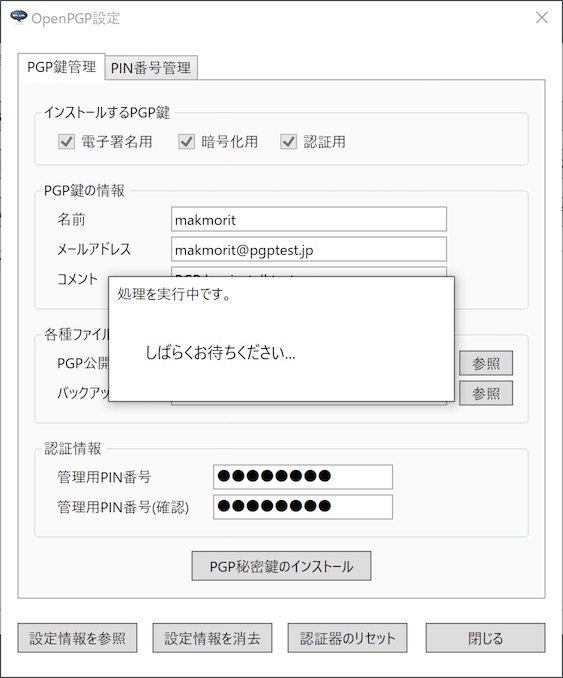 OpenPGP設定
PGP鍵管理
PIN番号管理
インストールするPGP鍵
電子署名用
暗号化用
認証用
PGP鍵の情報
名前
makmorit
メールアドレス
makmorit@pgptest.jp
コメント
処理を実行中です。
しばらくお待ちください...
各種ファイル
PGP公開
参照
バックアッ
参照
認証情報
管理用PIN番号
●●●●●●●●
管理用PIN番号(確認)
●●●●●●●●
PGP秘密鍵のインストール
設定情報を参照
設定情報を消去
認証器のリセット
閉じる